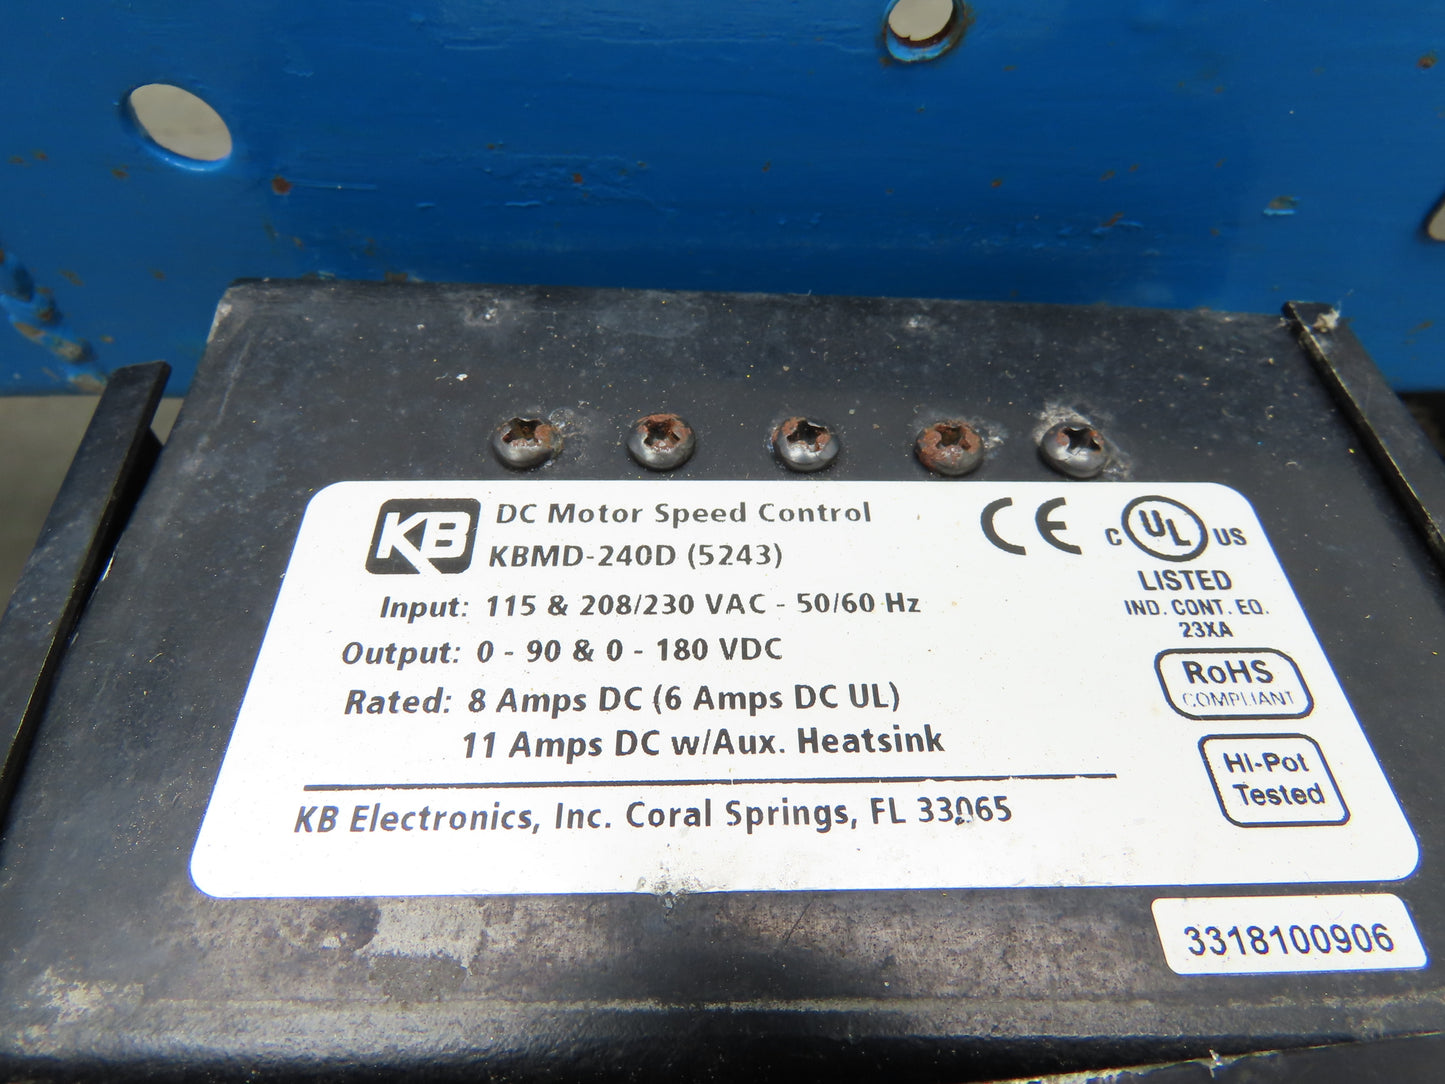 KB DC Motor Speed Control
KBMD-240D (5243)
Input: 115 & 208/230 VAC - 50/60 Hz
Output: 0 - 90 & 0 - 180 VDC
Rated: 8 Amps DC (6 Amps DC UL)
11 Amps DC w/Aux. Heatsink
KB Electronics, Inc. Coral Springs, FL 33065
CE
C UL US
LISTED
IND. CONT. EQ.
23XA
RoHS
COMPLIANT
Hi-Pot
Tested
3318100906